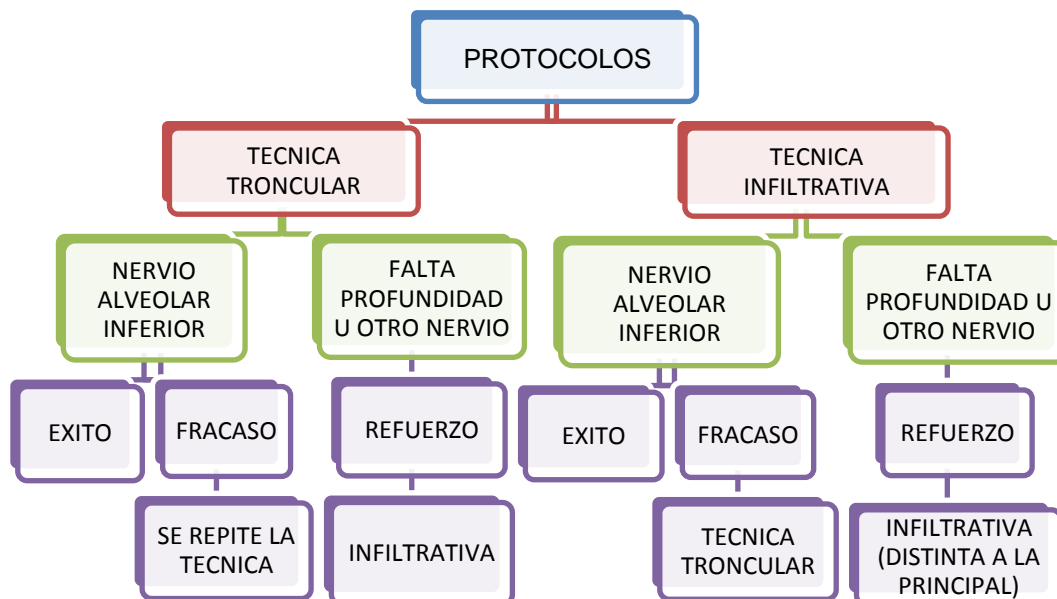 PROTOCOLOS
TECNICA
TRONCULAR
TECNICA
INFILTRATIVA
NERVIO
ALVEOLAR
INFERIOR
FALTA
PROFUNDIDAD
U OTRO NERVIO
NERVIO
ALVEOLAR
INFERIOR
FALTA
PROFUNDIDAD U
OTRO NERVIO
EXITO
FRACASO
REFUERZO
EXITO
FRACASO
REFUERZO
SE REPITE LA
TECNICA
INFILTRATIVA
TECNICA
TRONCULAR
INFILTRATIVA
(DISTINTA A LA
PRINCIPAL)